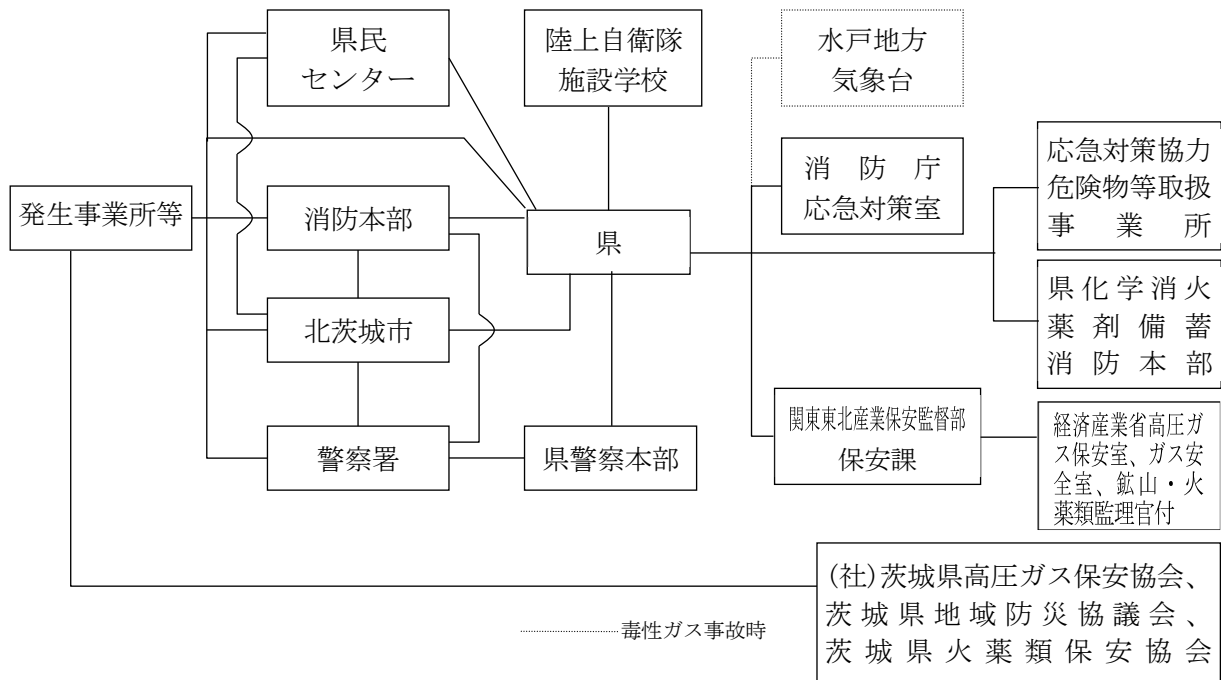 県民
センター
陸上自衛隊
施設学校
水戸地方
気象台
消防庁
応急対策室
応急対策協力
危険物等取扱
事業所
発生事業所等
消防本部
県
北茨城市
県化学消火
薬剤備蓄
消防本部
警察署
県警察本部
関東東北産業保安監督部
保安課
経済産業省高圧ガ
ス保安室、ガス安
全室、鉱山・火
薬類監理官付
(社)茨城県高圧ガス保安協会、
茨城県地域防災協議会、
茨城県火薬類保安協会
毒性ガス事故時